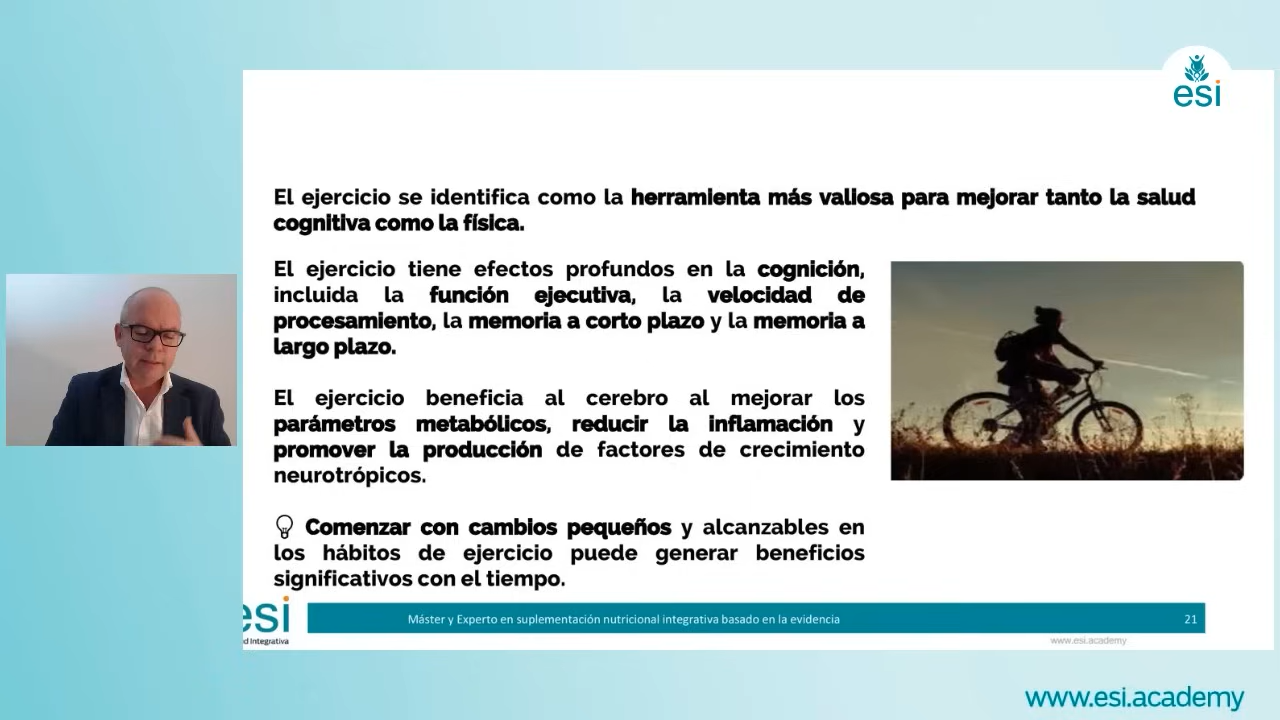 esi
El ejercicio se identifica como la herramienta más valiosa para mejorar tanto la salud
cognitiva como la física.
El ejercicio tiene efectos profundos en la cognición,
incluida la función ejecutiva, la velocidad de
procesamiento, la memoria a corto plazo y la memoria a
largo plazo.
El ejercicio beneficia al cerebro al mejorar los
parámetros metabólicos, reducir la inflamación y
promover la producción de factores de crecimiento
neurotrópicos.
Comenzar con cambios pequeños y alcanzables en
los hábitos de ejercicio puede generar beneficios
significativos con el tiempo.
esi
d Integrativa
Máster y Experto en suplementación nutricional integrativa basado en la evidencia
21
www.esi.academy
www.esi.academy